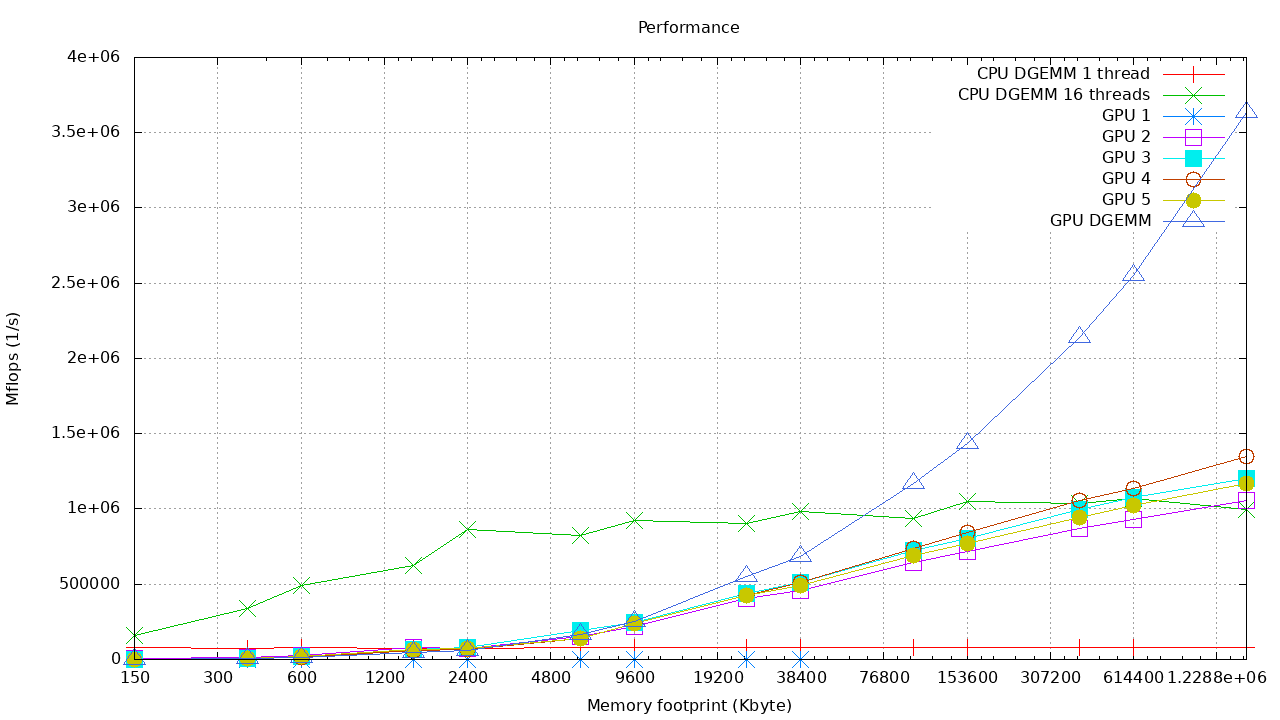 Performance
4e+06
3.5e+06
3e+06
2.5e+06
2e+06
1.5e+06
1e+06
500000
0
Mflops (1/s)
CPU DGEMM 1 thread
CPU DGEMM 16 threads
GPU 1
GPU 2
GPU 3
GPU 4
GPU 5
GPU DGEMM
150 300 600 1200 2400 4800 9600 19200 38400 76800 153600 307200 614400 1.2288e+06
Memory footprint (Kbyte)